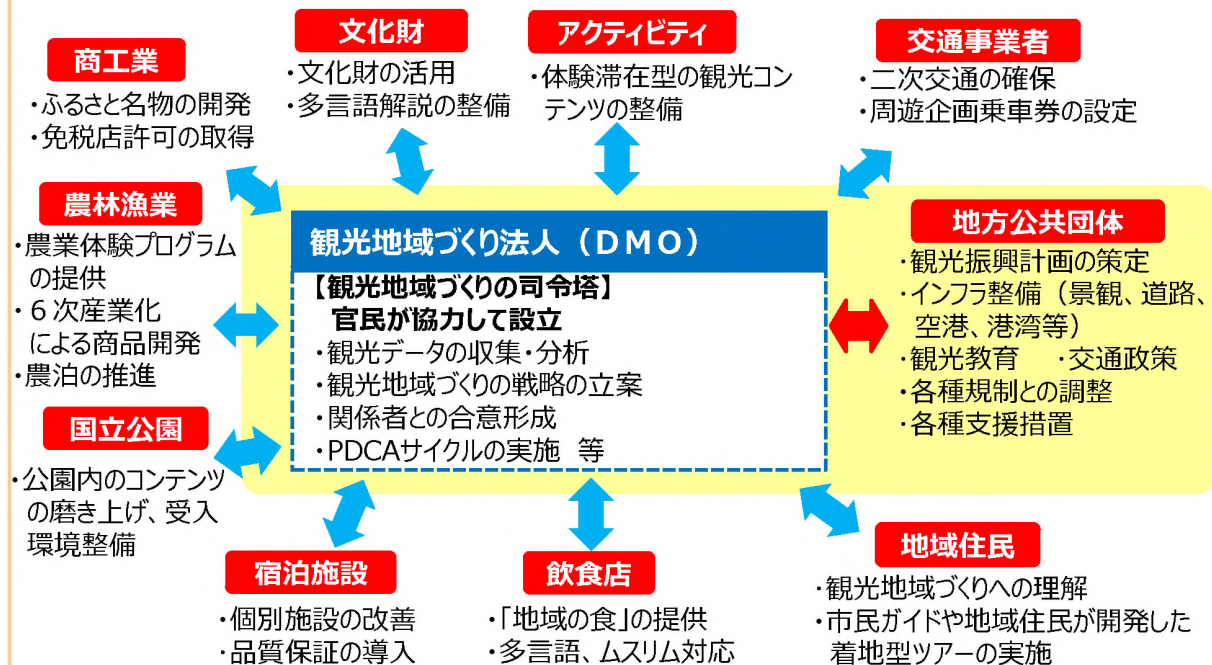 商工業
・ふるさと名物の開発
・免税店許可の取得
文化財
・文化財の活用
・多言語解説の整備
アクティビティ
・体験滞在型の観光コン
テンツの整備
交通事業者
・二次交通の確保
・周遊企画乗車券の設定
農林漁業
・農業体験プログラム
の提供
・６次産業化
による商品開発
・農泊の推進
観光地域づくり法人（ＤＭＯ）
【観光地域づくりの司令塔】
官民が協力して設立
・観光データの収集・分析
・観光地域づくりの戦略の立案
・関係者との合意形成
・PDCAサイクルの実施 等
地方公共団体
・観光振興計画の策定
・インフラ整備（景観、道路、
空港、港湾等）
・観光教育 ・交通政策
・各種規制との調整
・各種支援措置
国立公園
・公園内のコンテンツ
の磨き上げ、受入
環境整備
宿泊施設
・個別施設の改善
・品質保証の導入
飲食店
・「地域の食」の提供
・多言語、ムスリム対応
地域住民
・観光地域づくりへの理解
・市民ガイドや地域住民が開発した
着地型ツアーの実施